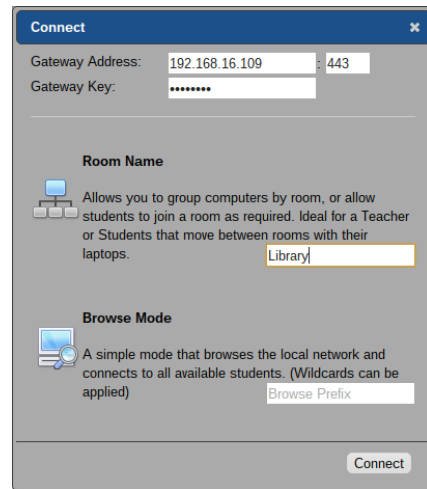 Connect ×
Gateway Address: 192.168.16.109 : 443
Gateway Key: ••••••••
Room Name
Allows you to group computers by room, or allow
students to join a room as required. Ideal for a Teacher
or Students that move between rooms with their
laptops. Library
Browse Mode
A simple mode that browses the local network and
connects to all available students. (Wildcards can be
applied) Browse Prefix
Connect